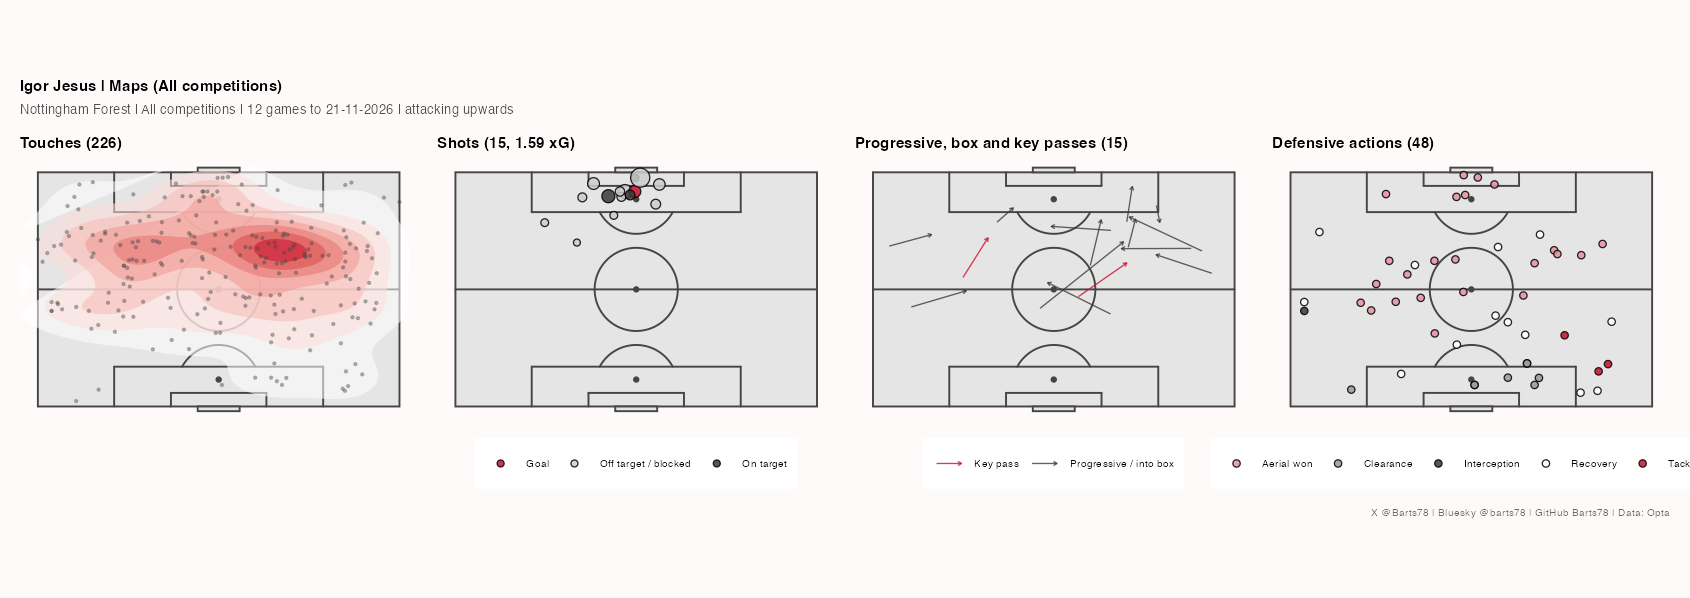 Igor Jesus | Maps (All competitions)
Nottingham Forest | All competitions | 12 games to 21-11-2026 | attacking upwards
Touches (226)
Shots (15, 1.59 xG)
Progressive, box and key passes (15)
Defensive actions (48)
Goal
Off target / blocked
On target
Key pass
Progressive / into box
Aerial won
Clearance
Interception
Recovery
Tack
X @Barts78 | Bluesky @barts78 | GitHub Barts78 | Data: Opta